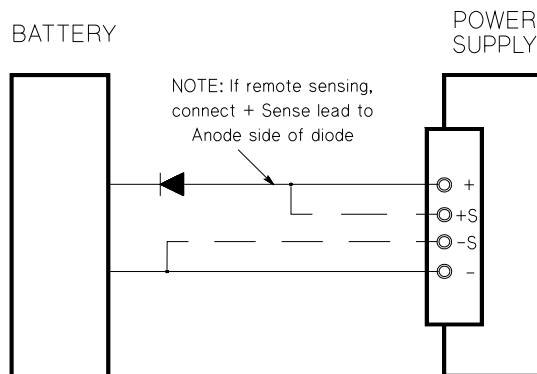 BATTERY
POWER
SUPPLY
NOTE: If remote sensing,
connect + Sense lead to
Anode side of diode
+
+S
-S
-